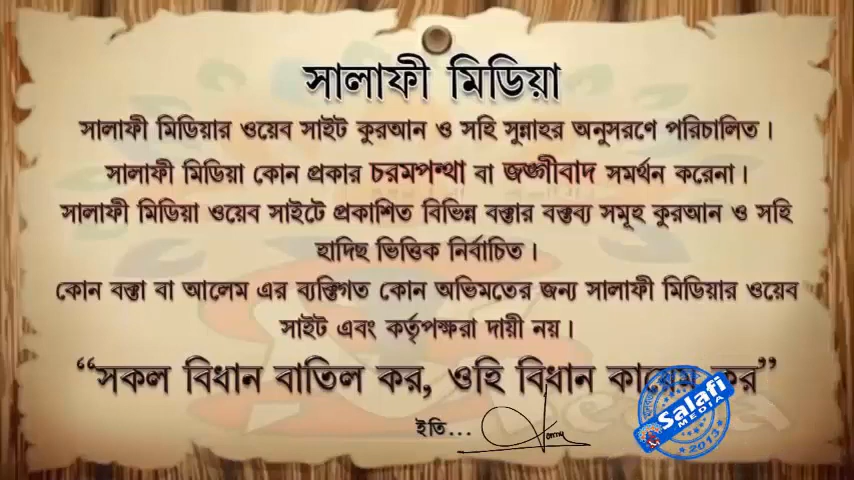 সালাফী মিডিয়া
সালাফী মিডিয়ার ওয়েব সাইট কুরআন ও সহি সুন্নাহর অনুসরণে পরিচালিত।
সালাফী মিডিয়া কোন প্রকার চরমপন্থা বা জঙ্গীবাদ সমর্থন করেনা।
সালাফী মিডিয়া ওয়েব সাইটে প্রকাশিত বিভিন্ন বক্তার বক্তব্য সমূহ কুরআন ও সহি
হাদিছ ভিত্তিক নির্বাচিত।
কোন বক্তা বা আলেম এর ব্যক্তিগত কোন অভিমতের জন্য সালাফী মিডিয়ার ওয়েব
সাইট এবং কর্তৃপক্ষরা দায়ী নয়।
“সকল বিধান বাতিল কর, ওহি বিধান কায়েম কর”
ইতি...
Salafi
MEDIA
2013